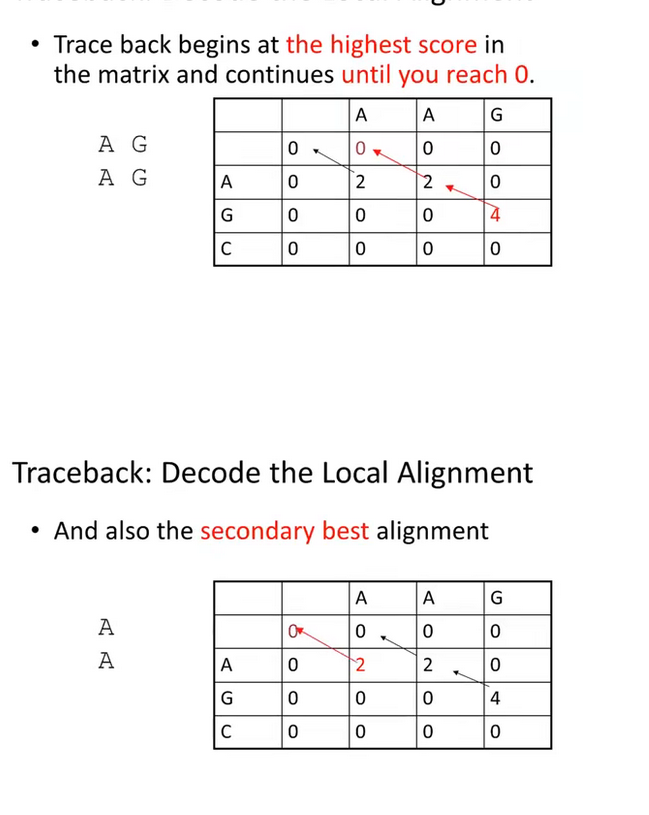 • Trace back begins at the highest score in
the matrix and continues until you reach 0.
A G
A G
A A G
0 0 0 0
A 0 2 2 0
G 0 0 0 4
C 0 0 0 0
Traceback: Decode the Local Alignment
• And also the secondary best alignment
A
A
A A G
0 0 0 0
A 0 2 2 0
G 0 0 0 4
C 0 0 0 0